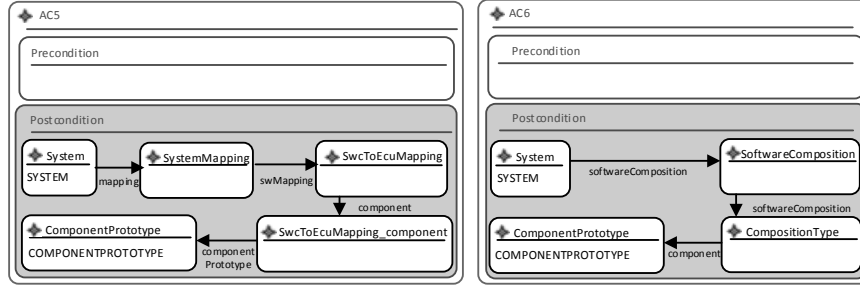 AC5
Precondition
Postcondition
System
SYSTEM
mapping
SystemMapping
swMapping
SwcToEcuMapping
component
ComponentPrototype
COMPONENTPROTOTYPE
component
Prototype
SwcToEcuMapping_component
AC6
Precondition
Postcondition
System
SYSTEM
softwareComposition
SoftwareComposition
softwareComposition
ComponentPrototype
COMPONENTPROTOTYPE
component
CompositionType